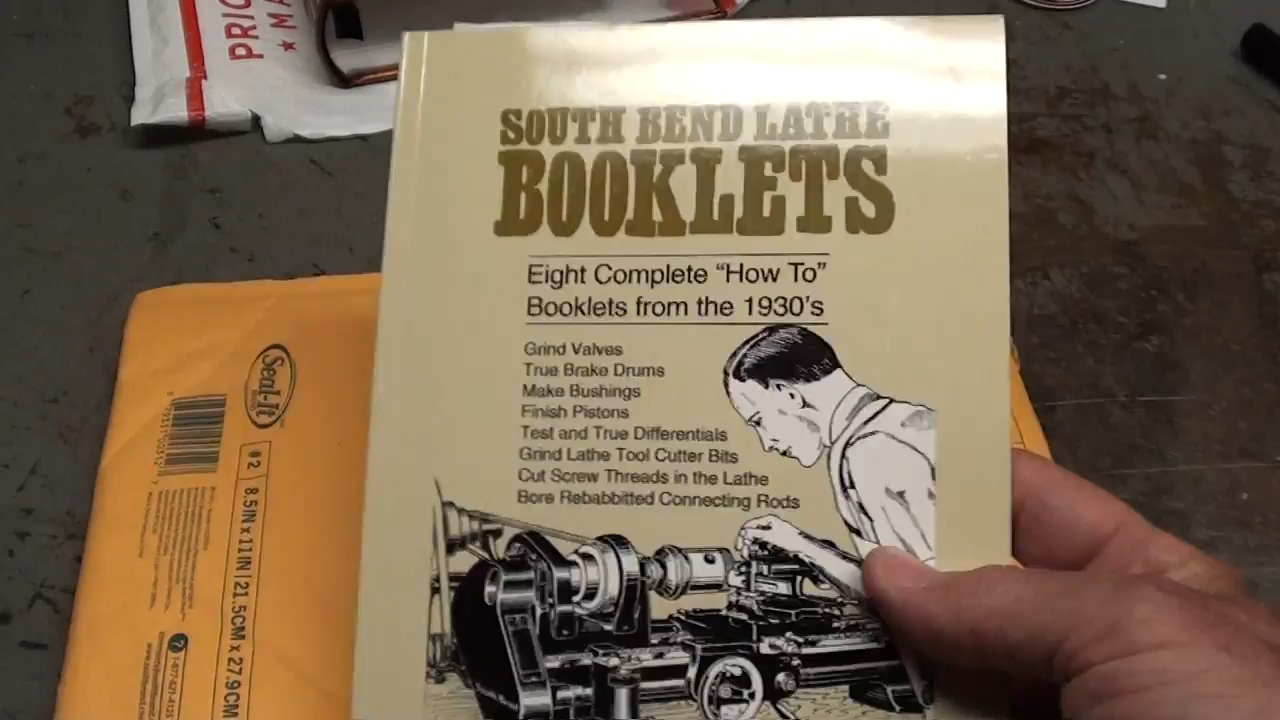 PRIO
★ MA
SOUTH BEND LATHE
BOOKLETS
Eight Complete “How To”
Booklets from the 1930’s
Grind Valves
True Brake Drums
Make Bushings
Finish Pistons
Test and True Differentials
Grind Lathe Tool Cutter Bits
Cut Screw Threads in the Lathe
Bore Rebabbitted Connecting Rods
Seal-It
#2
8.5IN x 11IN | 21.5CM x 27.9CM